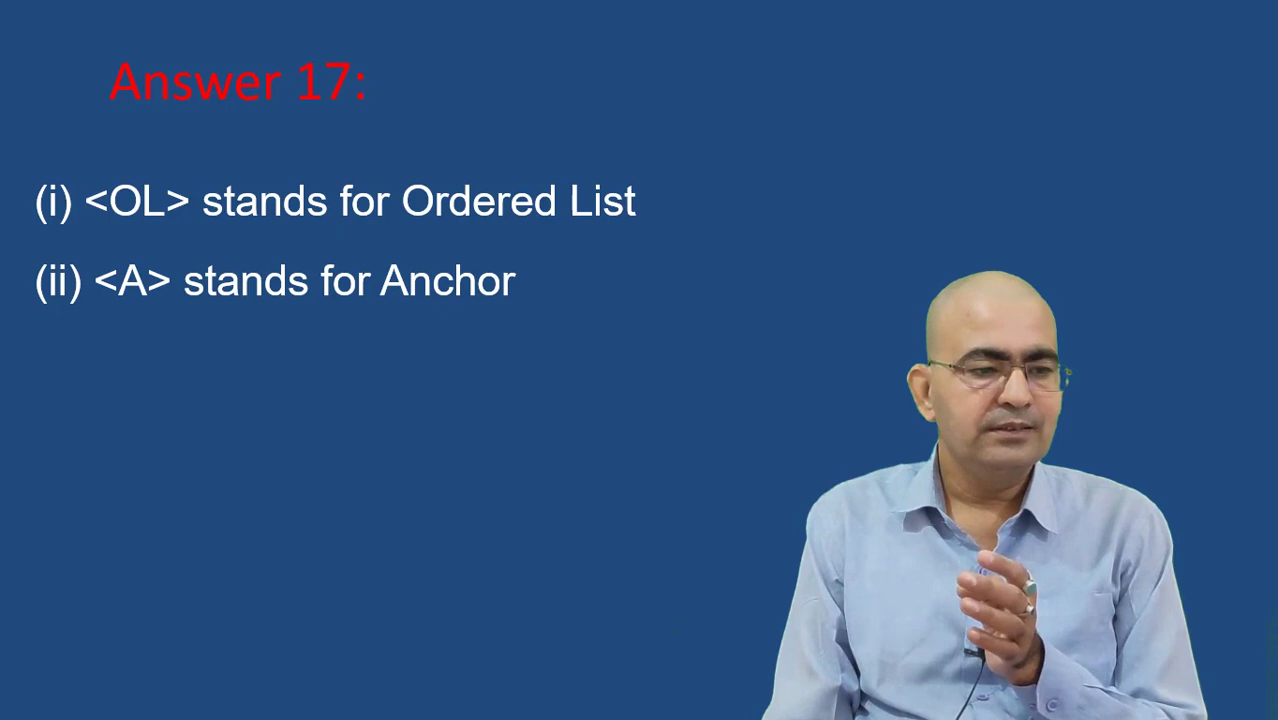 Answer 17:
(i) <OL> stands for Ordered List
(ii) <A> stands for Anchor